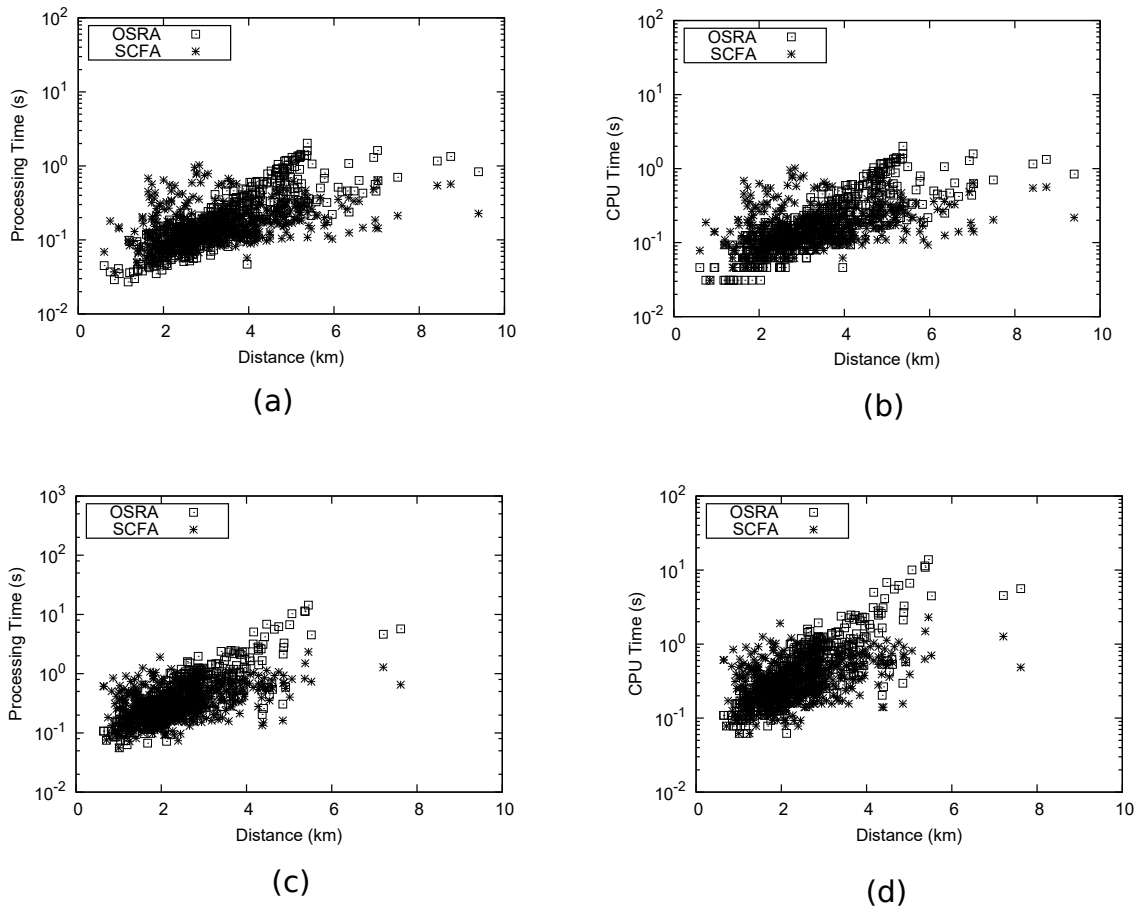 10^2
10^1
10^0
10^-1
10^-2
Processing Time (s)
OSRA
SCFA
0 2 4 6 8 10
Distance (km)
(a)
10^2
10^1
10^0
10^-1
10^-2
CPU Time (s)
OSRA
SCFA
0 2 4 6 8 10
Distance (km)
(b)
10^3
10^2
10^1
10^0
10^-1
10^-2
Processing Time (s)
OSRA
SCFA
0 2 4 6 8 10
Distance (km)
(c)
10^2
10^1
10^0
10^-1
10^-2
CPU Time (s)
OSRA
SCFA
0 2 4 6 8 10
Distance (km)
(d)